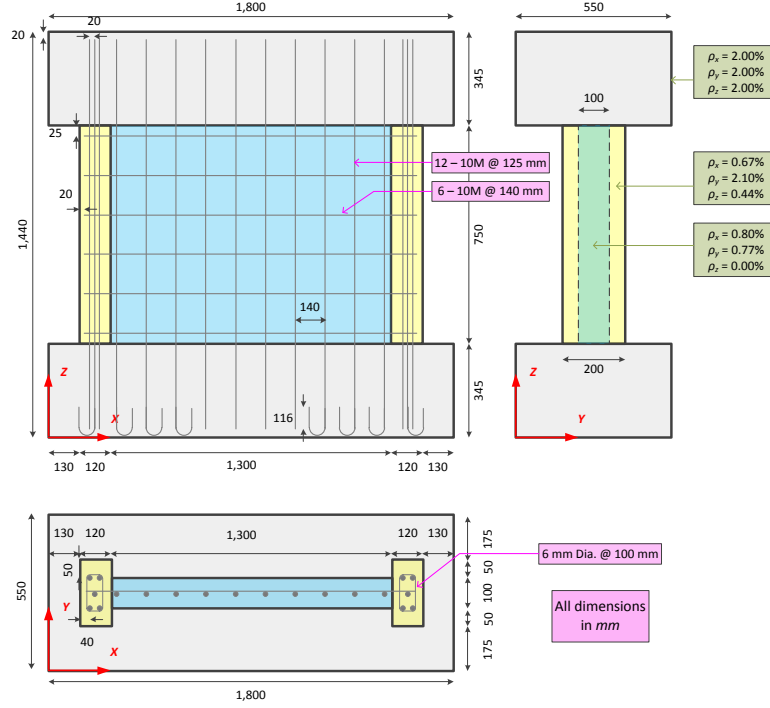 1,800
550
20
20
345
ρx = 2.00%
ρy = 2.00%
ρz = 2.00%
100
25
12 – 10M @ 125 mm
6 – 10M @ 140 mm
20
1,440
750
ρx = 0.67%
ρy = 2.10%
ρz = 0.44%
ρx = 0.80%
ρy = 0.77%
ρz = 0.00%
140
Z
X
116
345
200
Z
Y
130
120
1,300
120
130
130
120
1,300
120
130
175
50
100
50
175
50
550
Y
X
40
6 mm Dia. @ 100 mm
All dimensions
in mm
1,800